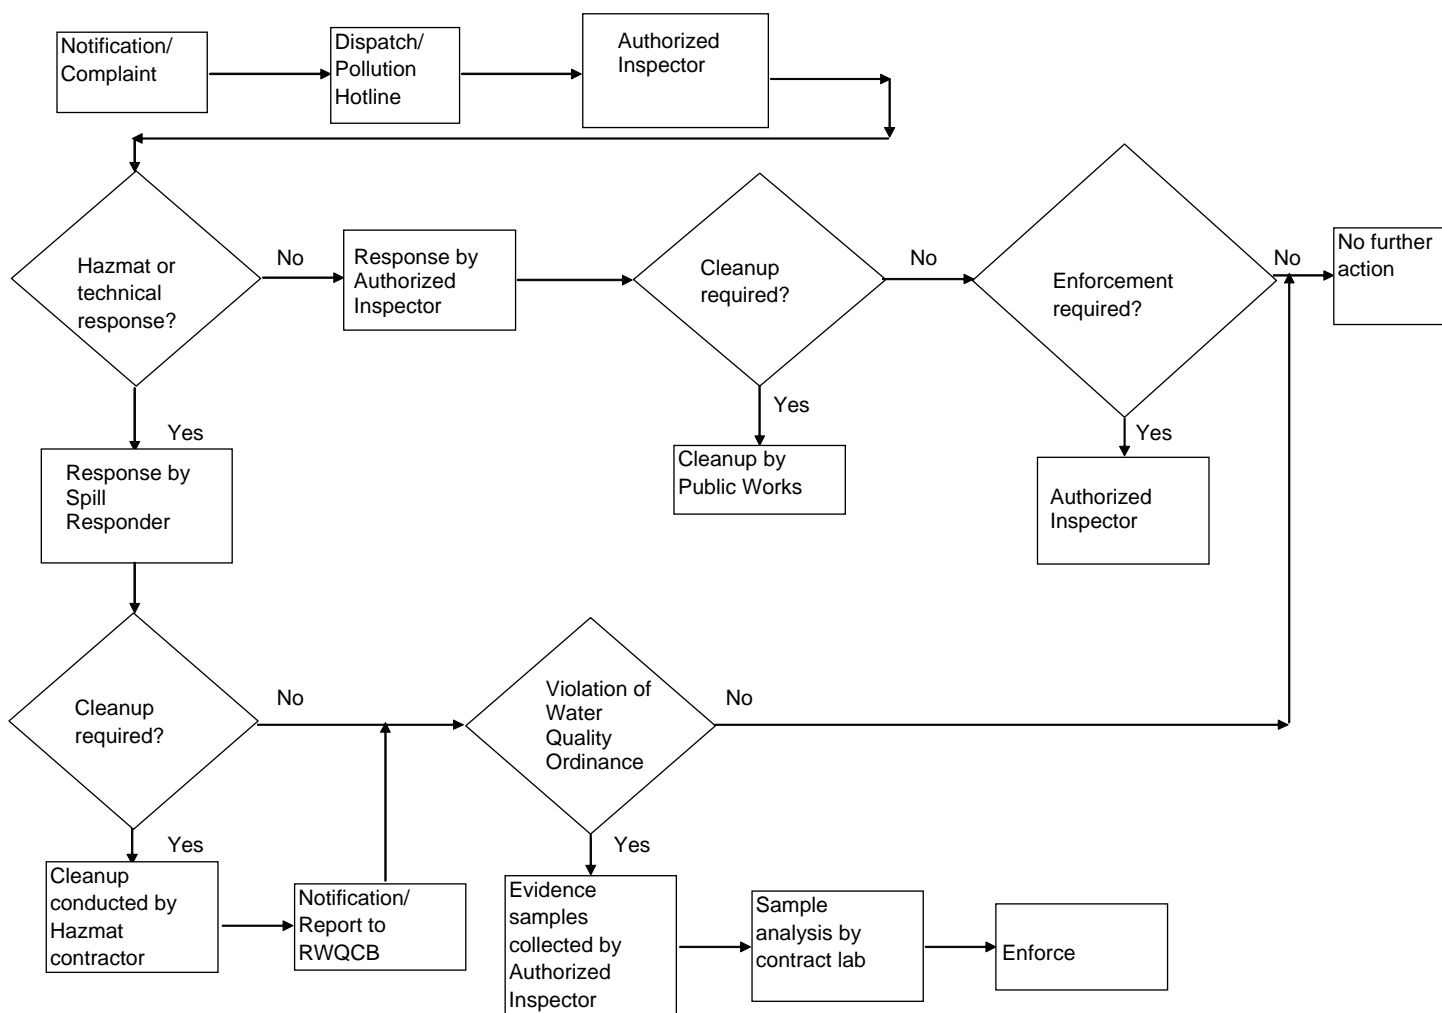 Notification/
Complaint
Dispatch/
Pollution
Hotline
Authorized
Inspector
Hazmat or
technical
response?
No
Response by
Authorized
Inspector
Cleanup
required?
No
Enforcement
required?
No
No further
action
Yes
Response by
Spill
Responder
Yes
Cleanup by
Public Works
Yes
Authorized
Inspector
Cleanup
required?
No
Violation of
Water
Quality
Ordinance
No
Yes
Cleanup
conducted by
Hazmat
contractor
Notification/
Report to
RWQCB
Yes
Evidence
samples
collected by
Authorized
Inspector
Sample
analysis by
contract lab
Enforce